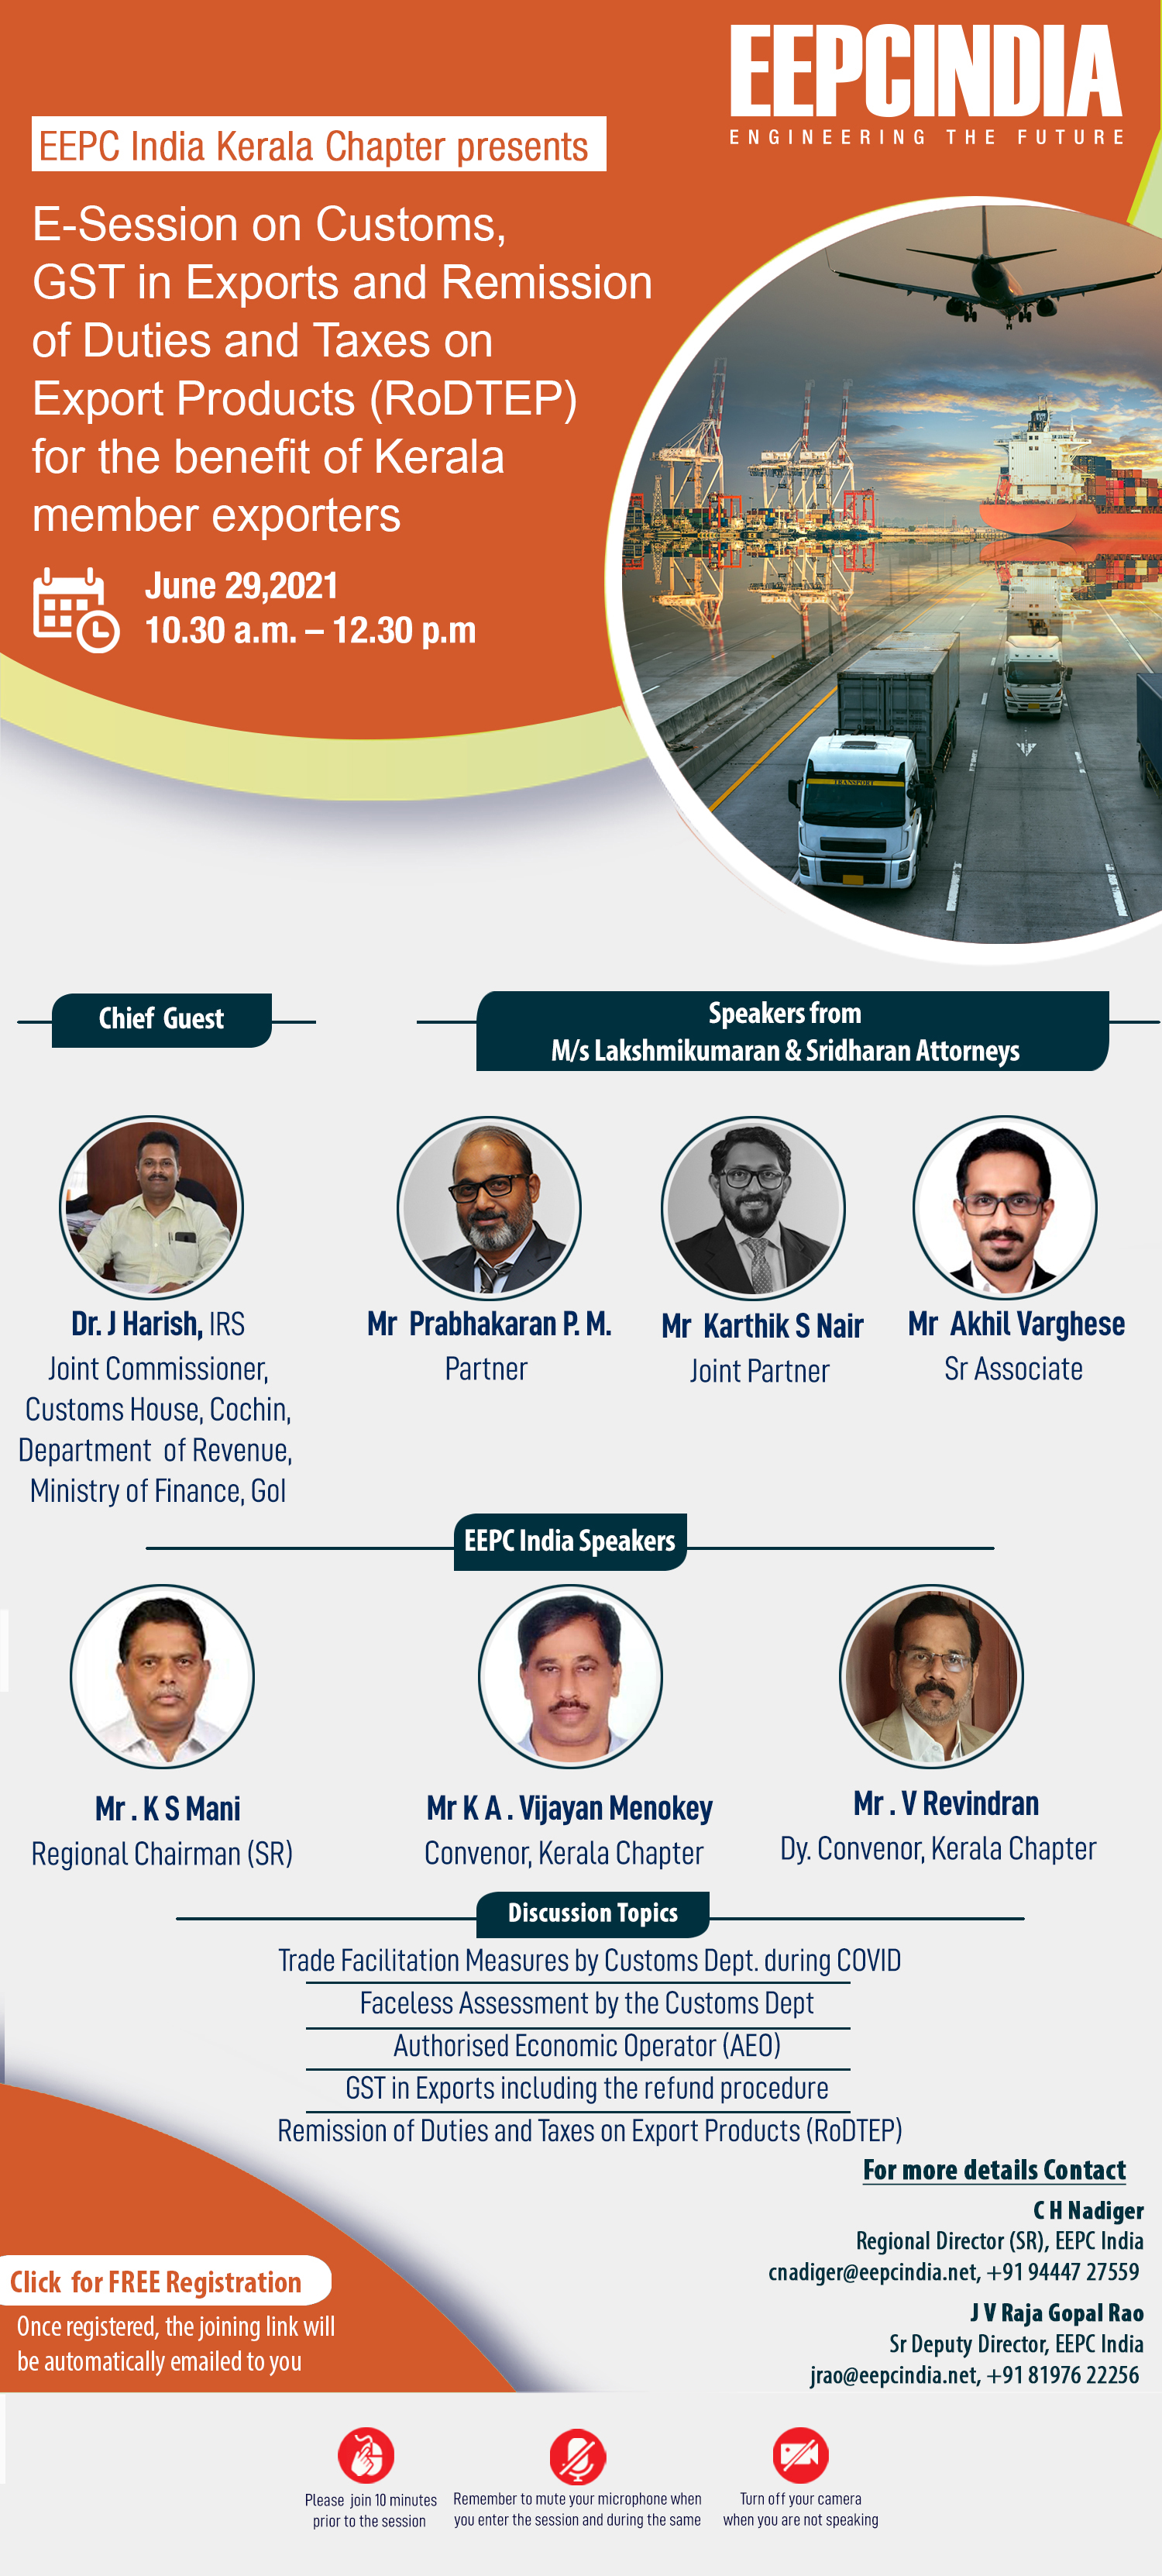 EEPCINDIA
ENGINEERING THE FUTURE
EEPC India Kerala Chapter presents
E-Session on Customs,
GST in Exports and Remission
of Duties and Taxes on
Export Products (RoDTEP)
for the benefit of Kerala
member exporters
June 29,2021
10.30 a.m. – 12.30 p.m
TRANSPORT
Chief Guest
Speakers from
M/s Lakshmikumaran & Sridharan Attorneys
Dr. J Harish, IRS
Joint Commissioner,
Customs House, Cochin,
Department of Revenue,
Ministry of Finance, GoI
Mr Prabhakaran P. M.
Partner
Mr Karthik S Nair
Joint Partner
Mr Akhil Varghese
Sr Associate
EEPC India Speakers
Mr . K S Mani
Regional Chairman (SR)
Mr K A . Vijayan Menokey
Convenor, Kerala Chapter
Mr . V Revindran
Dy. Convenor, Kerala Chapter
Discussion Topics
Trade Facilitation Measures by Customs Dept. during COVID
Faceless Assessment by the Customs Dept
Authorised Economic Operator (AEO)
GST in Exports including the refund procedure
Remission of Duties and Taxes on Export Products (RoDTEP)
For more details Contact
C H Nadiger
Regional Director (SR), EEPC India
cnadiger@eepcindia.net, +91 94447 27559
J V Raja Gopal Rao
Sr Deputy Director, EEPC India
jrao@eepcindia.net, +91 81976 22256
Click for FREE Registration
Once registered, the joining link will
be automatically emailed to you
Please join 10 minutes
prior to the session
Remember to mute your microphone when
you enter the session and during the same
Turn off your camera
when you are not speaking